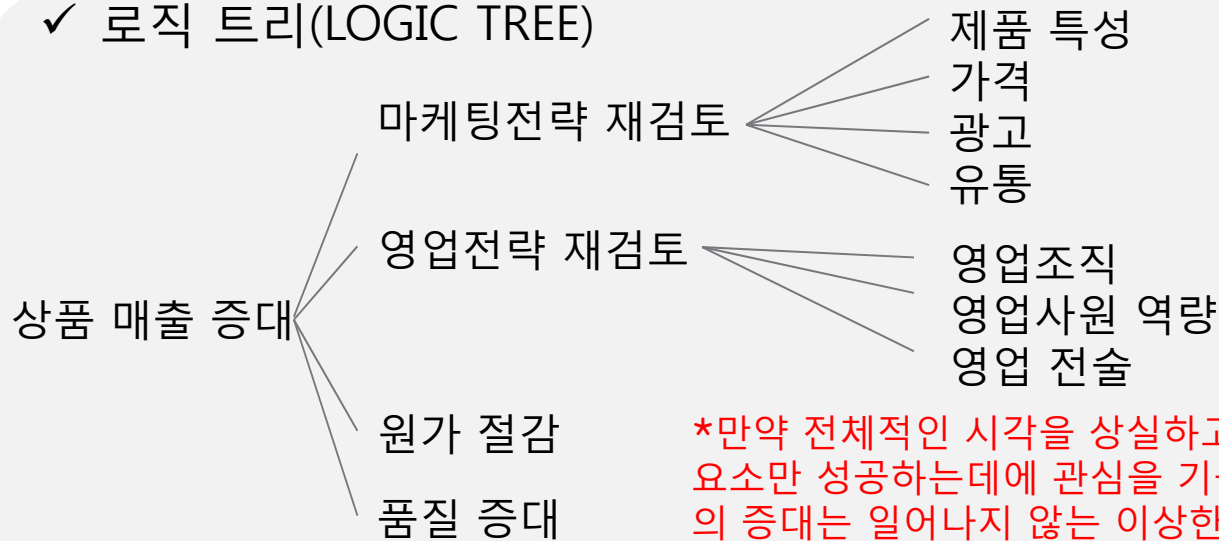 ✓ 로직 트리(LOGIC TREE)
제품 특성
가격
광고
유통
마케팅전략 재검토
영업전략 재검토
영업조직
영업사원 역량
영업 전술
상품 매출 증대
원가 절감
품질 증대
*만약 전체적인 시각을 상실하고
요소만 성공하는데에 관심을
의 증대는 일어나지 않는 이상한